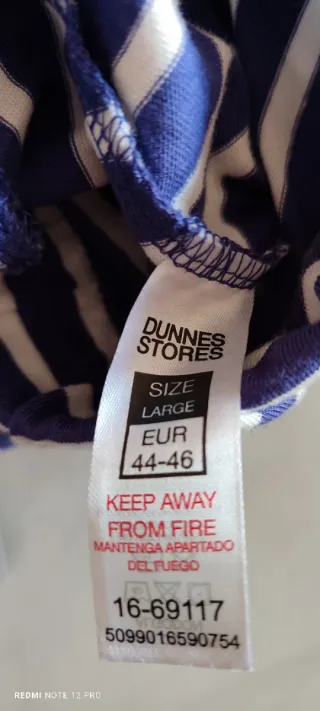 DUNNES
STORES
SIZE
LARGE
EUR
44-46
KEEP AWAY
FROM FIRE
MANTENGA APARTADO
DEL FUEGO
16-69117
5099016590754
REDMI NOTE 12 PRO